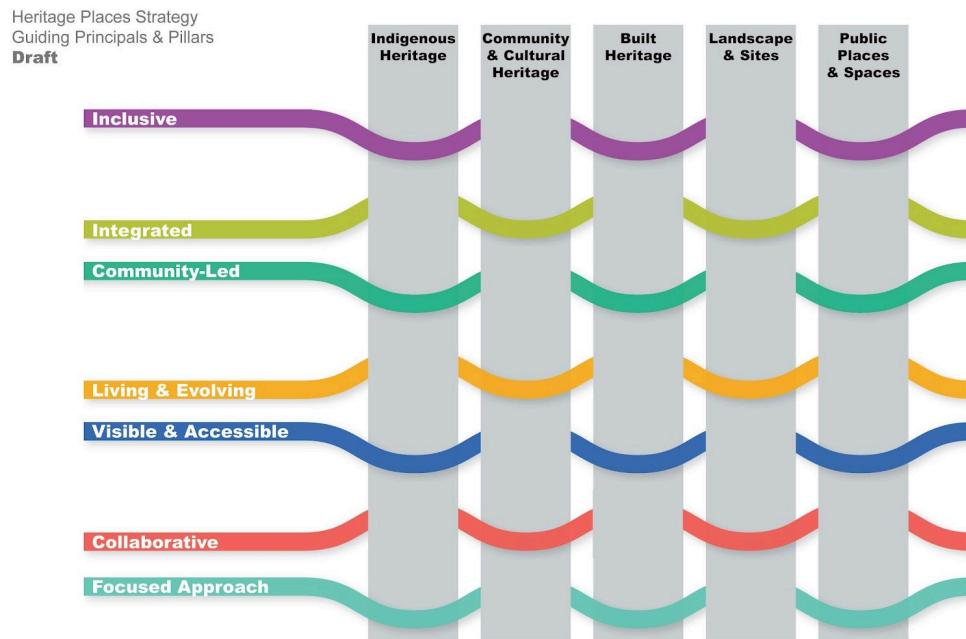 Heritage Places Strategy
Guiding Principals & Pillars
Draft
Indigenous
Heritage
Community
& Cultural
Heritage
Built
Heritage
Landscape
& Sites
Public
Places
& Spaces
Inclusive
Integrated
Community-Led
Living & Evolving
Visible & Accessible
Collaborative
Focused Approach